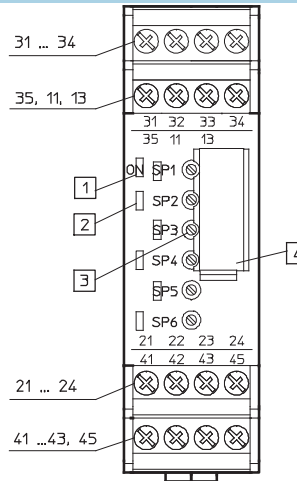 31 ... 34
35, 11, 13
31 32 33 34
35 11 13
ON SP1
1
SP2
2
SP3
3
SP4
4
SP5
SP6
21 22 23 24
41 42 43 45
21 ... 24
41 ...43, 45